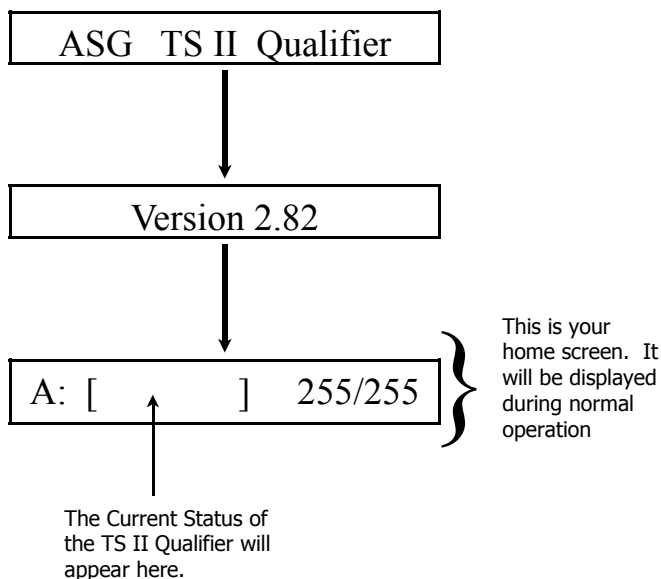 ASG TS II Qualifier
Version 2.82
A: [ ] 255/255
This is your
home screen. It
will be displayed
during normal
operation
The Current Status of
the TS II Qualifier will
appear here.